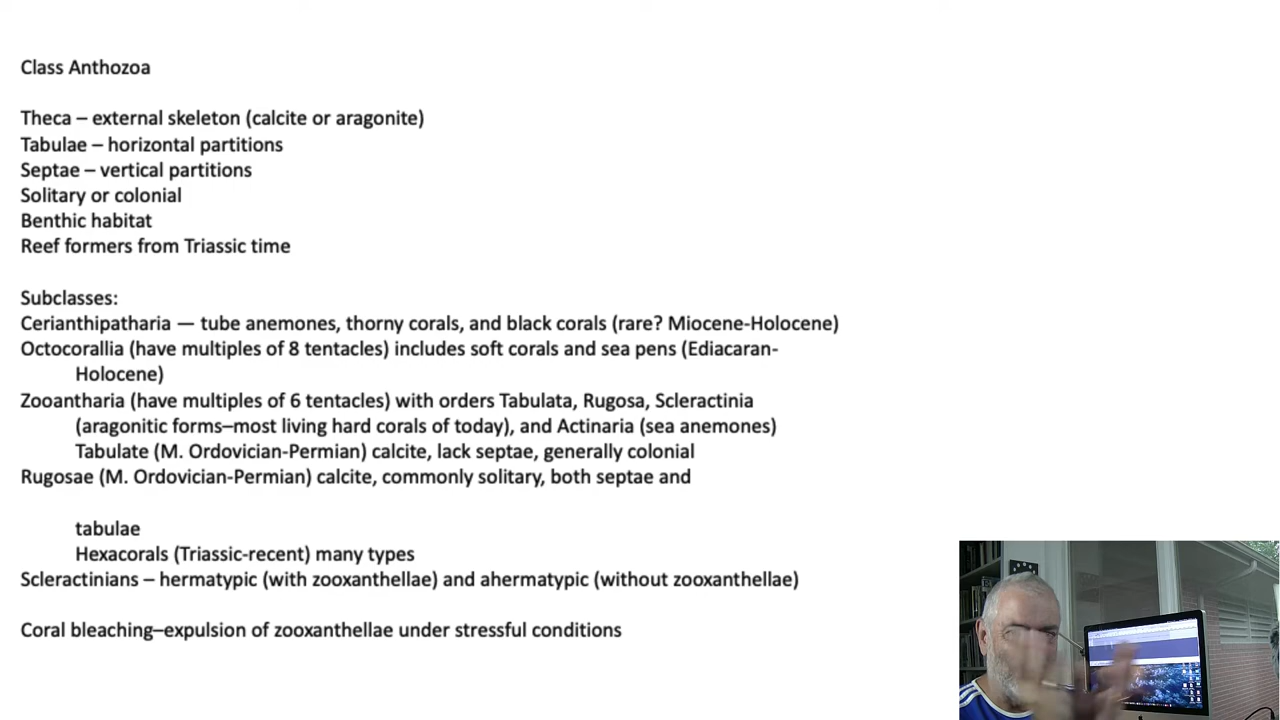 Class Anthozoa
Theca – external skeleton (calcite or aragonite)
Tabulae – horizontal partitions
Septae – vertical partitions
Solitary or colonial
Benthic habitat
Reef formers from Triassic time
Subclasses:
Cerianthipatharia — tube anemones, thorny corals, and black corals (rare? Miocene-Holocene)
Octocorallia (have multiples of 8 tentacles) includes soft corals and sea pens (Ediacaran-
Holocene)
Zooantharia (have multiples of 6 tentacles) with orders Tabulata, Rugosa, Scleractinia
(aragonitic forms–most living hard corals of today), and Actinaria (sea anemones)
Tabulate (M. Ordovician-Permian) calcite, lack septae, generally colonial
Rugosae (M. Ordovician-Permian) calcite, commonly solitary, both septae and
tabulae
Hexacorals (Triassic-recent) many types
Scleractinians – hermatypic (with zooxanthellae) and ahermatypic (without zooxanthellae)
Coral bleaching–expulsion of zooxanthellae under stressful conditions